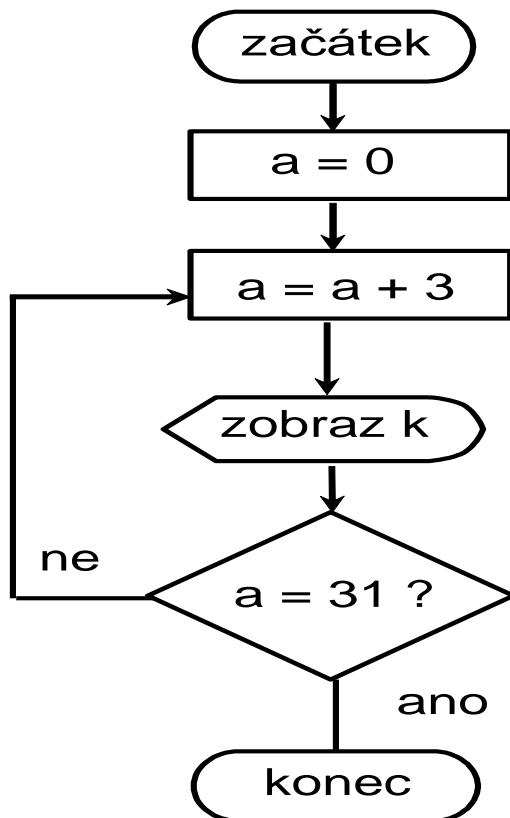 začátek
a = 0
a = a + 3
zobraz k
ne
a = 31 ?
ano
konec